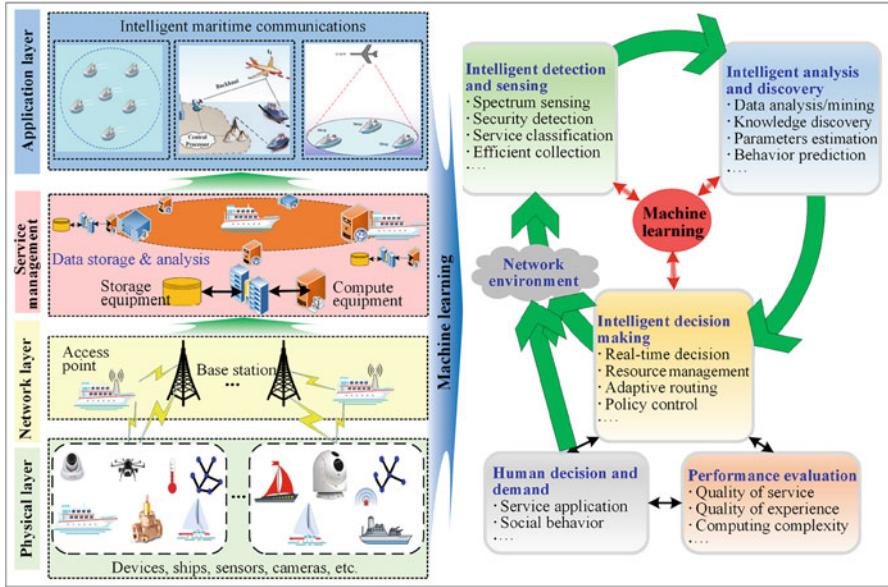 Application layer
Intelligent maritime communications
Backhaul
Central
Processor
Service
management
Data storage & analysis
Storage
equipment
Compute
equipment
Network layer
Access
point
Base station
...
Physical layer
...
Devices, ships, sensors, cameras, etc.
Machine learning
Intelligent detection
and sensing
· Spectrum sensing
· Security detection
· Service classification
· Efficient collection
· ...
Intelligent analysis
and discovery
· Data analysis/mining
· Knowledge discovery
· Parameters estimation
· Behavior prediction
· ...
Machine
learning
Network
environment
Intelligent decision
making
· Real-time decision
· Resource management
· Adaptive routing
· Policy control
· ...
Human decision and
demand
· Service application
· Social behavior
· ...
Performance evaluation
· Quality of service
· Quality of experience
· Computing complexity
· ...